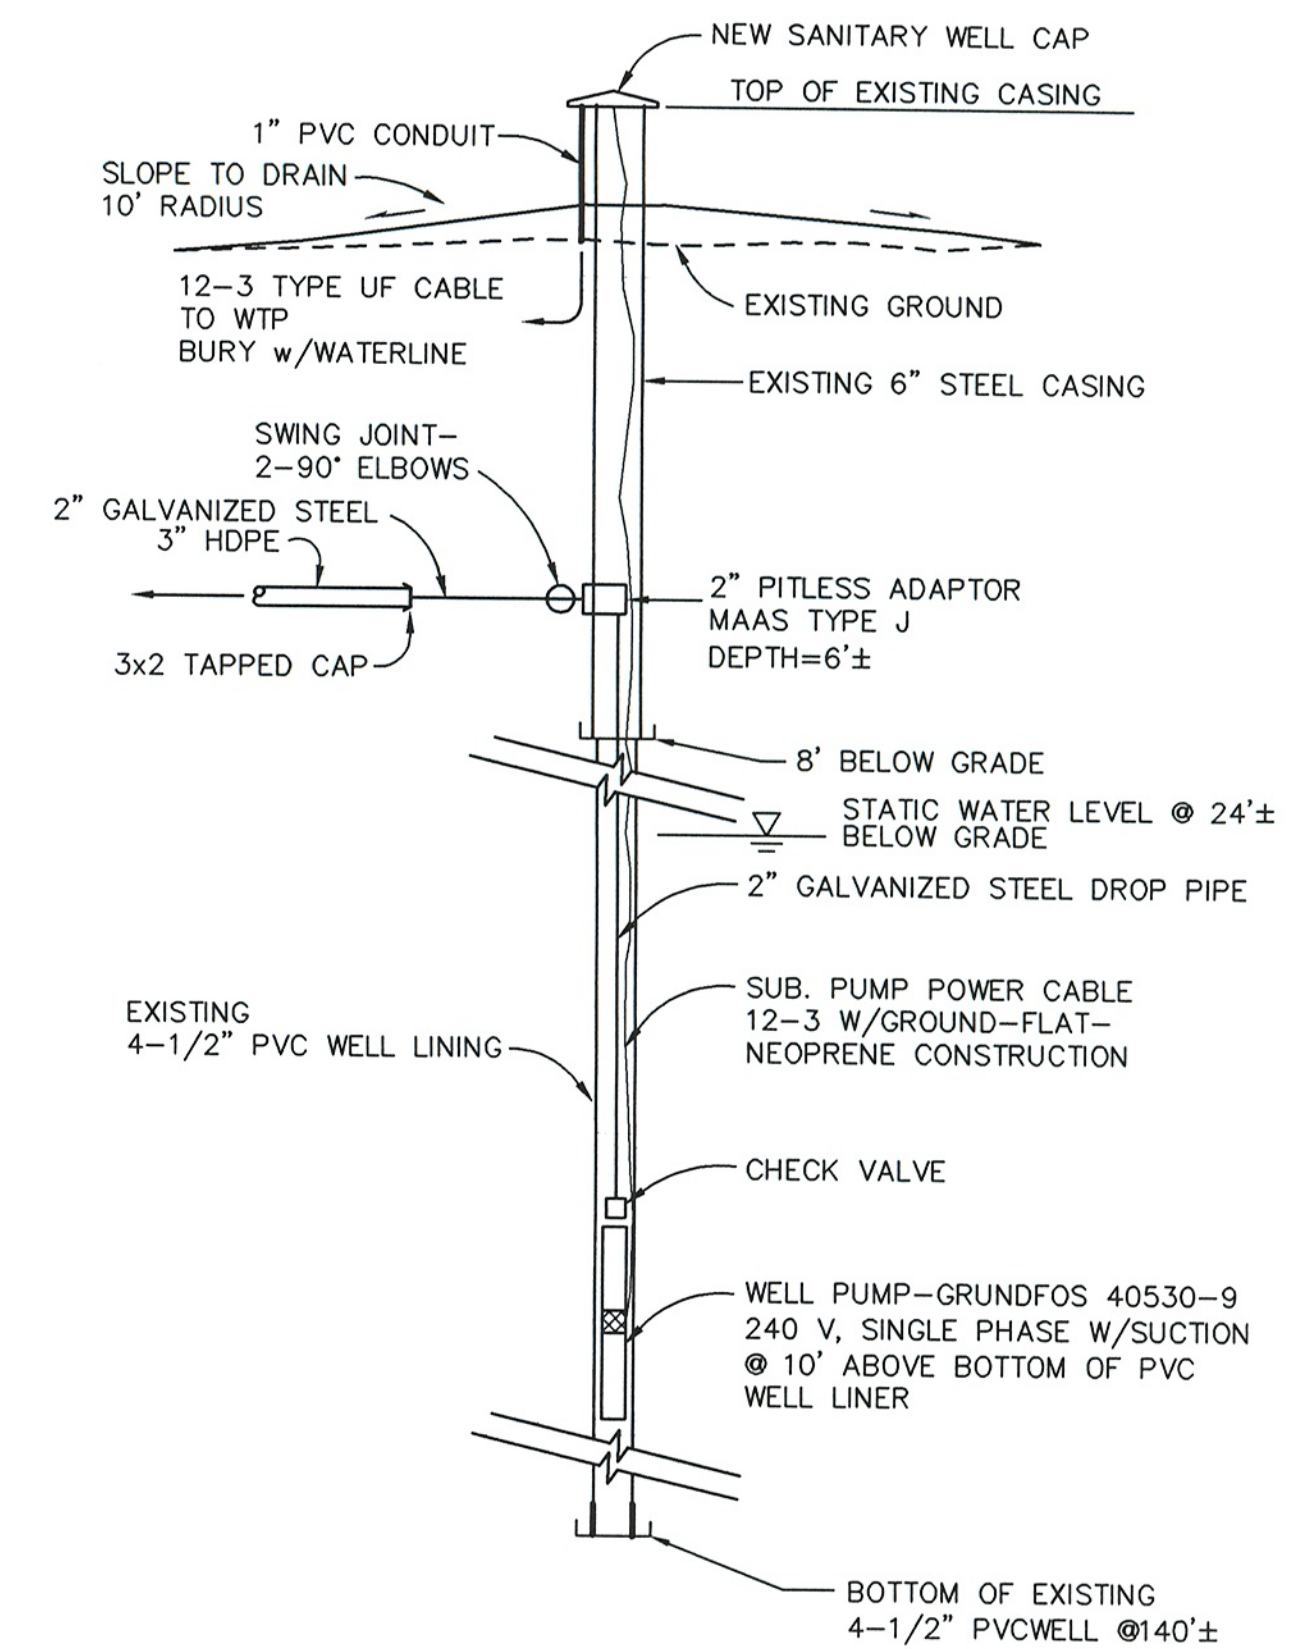 NEW SANITARY WELL CAP
TOP OF EXISTING CASING
1" PVC CONDUIT
SLOPE TO DRAIN
10' RADIUS
12-3 TYPE UF CABLE
TO WTP
BURY w/WATERLINE
EXISTING GROUND
EXISTING 6" STEEL CASING
SWING JOINT-
2-90° ELBOWS
2" GALVANIZED STEEL
3" HDPE
3x2 TAPPED CAP
2" PITLESS ADAPTOR
MAAS TYPE J
DEPTH=6'±
8' BELOW GRADE
STATIC WATER LEVEL @ 24'±
BELOW GRADE
2" GALVANIZED STEEL DROP PIPE
SUB. PUMP POWER CABLE
12-3 W/GROUND-FLAT-
NEOPRENE CONSTRUCTION
EXISTING
4-1/2" PVC WELL LINING
CHECK VALVE
WELL PUMP-GRUNDFOS 40530-9
240 V, SINGLE PHASE W/SUCTION
@ 10' ABOVE BOTTOM OF PVC
WELL LINER
BOTTOM OF EXISTING
4-1/2" PVCWELL @140'±